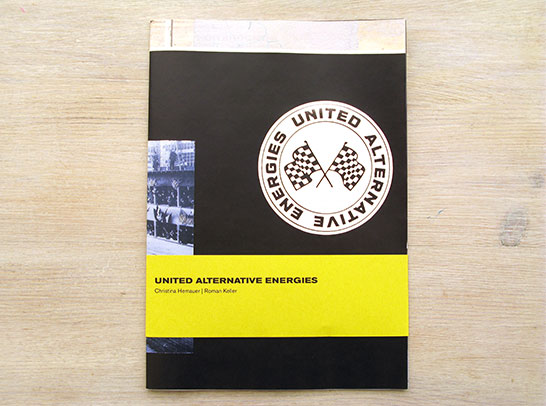 UNITED ALTERNATIVE ENERGIES
UNITED ALTERNATIVE ENERGIES
Christina Hemauer | Roman Keller